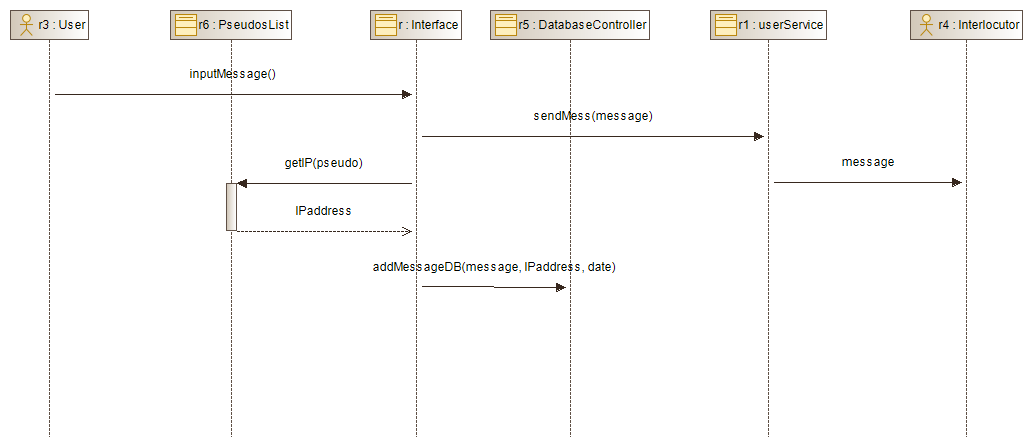 r3 : User
r6 : PseudosList
r : Interface
r5 : DatabaseController
r1 : userService
r4 : Interlocutor
inputMessage()
sendMess(message)
getIP(pseudo)
message
IPaddress
addMessageDB(message, IPaddress, date)